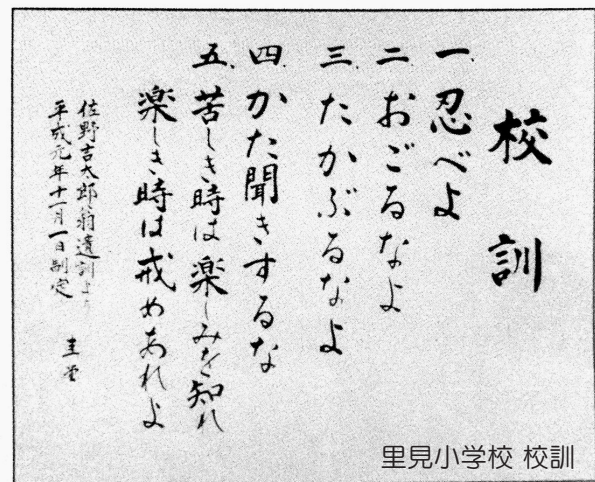 校訓
一、忍べよ
二、おごるなよ
三、たかぶるなよ
四、かた聞きするな
五、苦しき時は楽しみを知れ
楽しき時は戒めあれよ
佐野吉太郎翁遺訓より
平成元年十一月一日制定
里見小学校 校訓